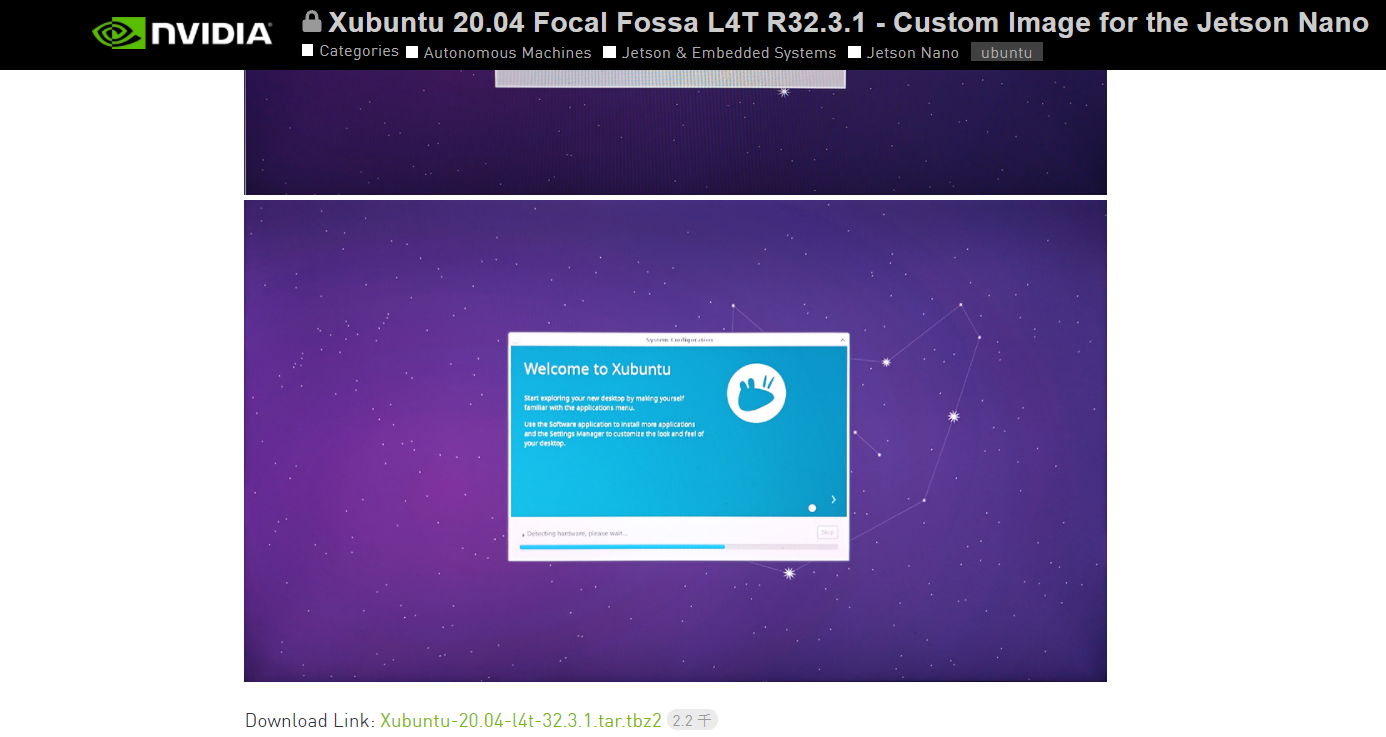 NVIDIA
Xubuntu 20.04 Focal Fossa L4T R32.3.1 - Custom Image for the Jetson Nano
Categories Autonomous Machines Jetson & Embedded Systems Jetson Nano ubuntu
System Configuration
Welcome to Xubuntu
Start exploring your new desktop by making yourself
familiar with the applications menu.
Use the Software application to install more applications
and the Settings Manager to customize the look and feel of
your desktop.
Detecting hardware, please wait...
Skip
Download Link: Xubuntu-20.04-l4t-32.3.1.tar.tbz2 2.2 千